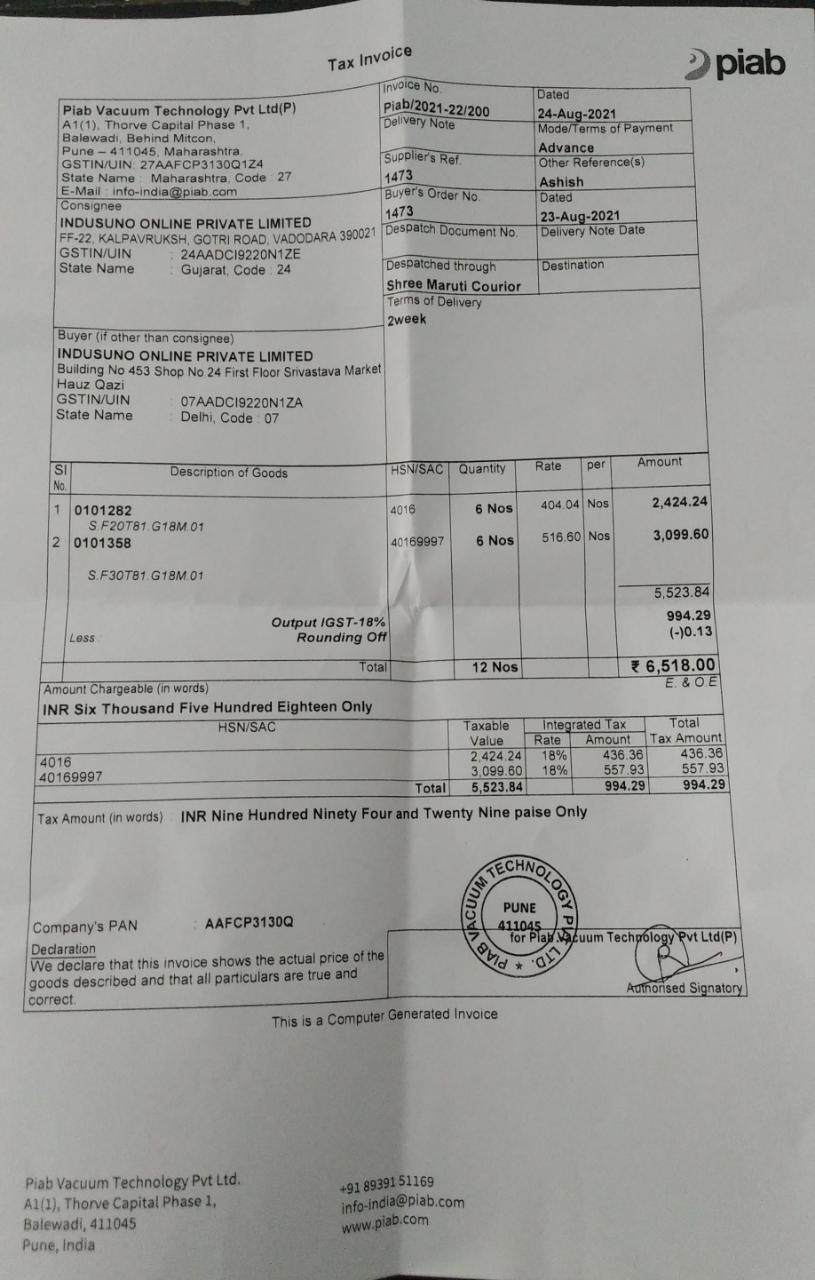 Tax Invoice
piab
Piab Vacuum Technology Pvt Ltd(P)
A1(1), Thorve Capital Phase 1,
Balewadi, Behind Mitcon,
Pune – 411045, Maharashtra.
GSTIN/UIN: 27AAFCP3130Q1Z4
State Name : Maharashtra, Code : 27
E-Mail : info-india@piab.com
Invoice No.
Piab/2021-22/200
Dated
24-Aug-2021
Delivery Note
Mode/Terms of Payment
Advance
Supplier's Ref.
1473
Other Reference(s)
Ashish
Buyer's Order No.
1473
Dated
23-Aug-2021
Despatch Document No.
Delivery Note Date
Despatched through
Shree Maruti Courior
Destination
Terms of Delivery
2week
Consignee
INDUSUNO ONLINE PRIVATE LIMITED
FF-22, KALPAVRUKSH, GOTRI ROAD, VADODARA 390021
GSTIN/UIN : 24AADCI9220N1ZE
State Name : Gujarat, Code : 24
Buyer (if other than consignee)
INDUSUNO ONLINE PRIVATE LIMITED
Building No 453 Shop No 24 First Floor Srivastava Market
Hauz Qazi
GSTIN/UIN : 07AADCI9220N1ZA
State Name : Delhi, Code : 07
SI No. Description of Goods HSN/SAC Quantity Rate per Amount
1 0101282 4016 6 Nos 404.04 Nos 2,424.24
S.F20T81.G18M.01
2 0101358 40169997 6 Nos 516.60 Nos 3,099.60
S.F30T81.G18M.01
5,523.84
Output IGST-18% 994.29
Less : Rounding Off (-)0.13
Total 12 Nos ₹ 6,518.00
Amount Chargeable (in words) E. & O.E
INR Six Thousand Five Hundred Eighteen Only
HSN/SAC Taxable Value Integrated Tax Rate Amount Total Tax Amount
4016 2,424.24 18% 436.36 436.36
40169997 3,099.60 18% 557.93 557.93
Total 5,523.84 994.29 994.29
Tax Amount (in words) : INR Nine Hundred Ninety Four and Twenty Nine paise Only
Company's PAN : AAFCP3130Q
Declaration
We declare that this invoice shows the actual price of the
goods described and that all particulars are true and
correct.
PIAB VACUUM TECHNOLOGY PVT. LTD. ★
PUNE
411045
for Piab Vacuum Technology Pvt Ltd(P)
Authorised Signatory
This is a Computer Generated Invoice
Piab Vacuum Technology Pvt Ltd.
A1(1), Thorve Capital Phase 1,
Balewadi, 411045
Pune, India
+91 89391 51169
info-india@piab.com
www.piab.com